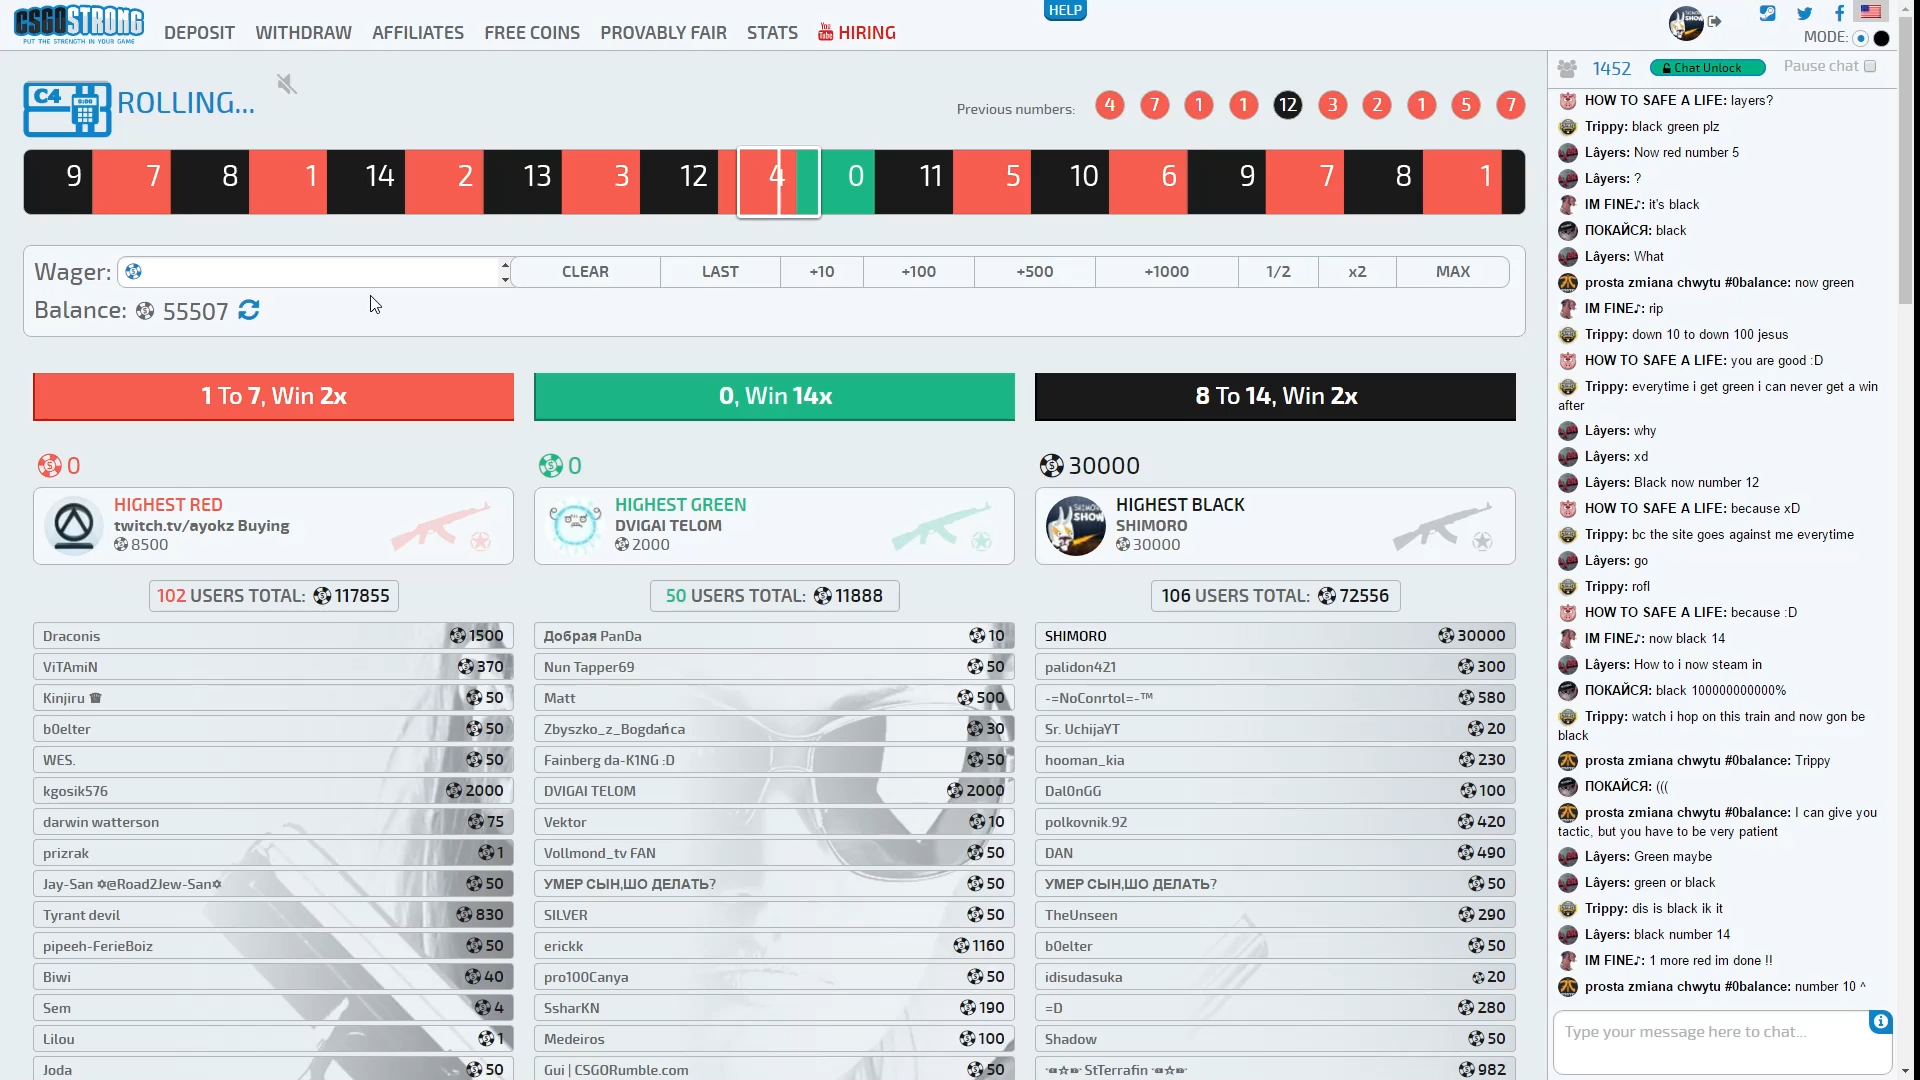 CSGOSTRONG
PUT THE STRENGTH IN YOUR GAME
DEPOSIT WITHDRAW AFFILIATES FREE COINS PROVABLY FAIR STATS You Tube HIRING
HELP
MODE:
C4 0:00 ROLLING...
Previous numbers: 4 7 1 1 12 3 2 1 5 7
9 7 8 1 14 2 13 3 12 4 0 11 5 10 6 9 7 8 1
Wager: CLEAR LAST +10 +100 +500 +1000 1/2 x2 MAX
Balance: 55507
1 To 7, Win 2x
0, Win 14x
8 To 14, Win 2x
0
0
30000
HIGHEST RED
twitch.tv/ayokz Buying
8500
HIGHEST GREEN
DVIGAI TELOM
2000
HIGHEST BLACK
SHIMORO
30000
102 USERS TOTAL: 117855
50 USERS TOTAL: 11888
106 USERS TOTAL: 72556
Draconis 1500
ViTAmiN 370
Kinjiru ♛ 50
b0elter 50
WES. 50
kgosik576 2000
darwin watterson 75
prizrak 1
Jay-San ✡@Road2Jew-San✡ 50
Tyrant devil 830
pipeeh-FerieBoiz 50
Biwi 40
Sem 4
Lilou 1
Joda 50
Добрая PanDa 10
Nun Tapper69 50
Matt 500
Zbyszko_z_Bogdańca 30
Fainberg da-K1NG :D 50
DVIGAI TELOM 2000
Vektor 10
Vollmond_tv FAN 50
УМЕР СЫН,ШО ДЕЛАТЬ? 50
SILVER 50
erickk 1160
pro100Canya 50
SsharKN 190
Medeiros 100
Gui | CSGORumble.com 50
SHIMORO 30000
palidon421 300
-=NoConrtol=-™ 580
Sr. UchijaYT 20
hooman_kia 230
Dal0nGG 100
polkovnik.92 420
DAN 490
УМЕР СЫН,ШО ДЕЛАТЬ? 50
TheUnseen 290
b0elter 50
idisudasuka 20
=D 280
Shadow 50
StTerrafin 982
1452 Chat Unlock Pause chat
HOW TO SAFE A LIFE: layers?
Trippy: black green plz
Lâyers: Now red number 5
Lâyers: ?
IM FINE♪: it's black
ПОКАЙСЯ: black
Lâyers: What
prosta zmiana chwytu #0balance: now green
IM FINE♪: rip
Trippy: down 10 to down 100 jesus
HOW TO SAFE A LIFE: you are good :D
Trippy: everytime i get green i can never get a win
after
Lâyers: why
Lâyers: xd
Lâyers: Black now number 12
HOW TO SAFE A LIFE: because xD
Trippy: bc the site goes against me everytime
Lâyers: go
Trippy: rofl
HOW TO SAFE A LIFE: because :D
IM FINE♪: now black 14
Lâyers: How to i now steam in
ПОКАЙСЯ: black 100000000000%
Trippy: watch i hop on this train and now gon be
black
prosta zmiana chwytu #0balance: Trippy
ПОКАЙСЯ: (((
prosta zmiana chwytu #0balance: I can give you
tactic, but you have to be very patient
Lâyers: Green maybe
Lâyers: green or black
Trippy: dis is black ik it
Lâyers: black number 14
IM FINE♪: 1 more red im done !!
prosta zmiana chwytu #0balance: number 10 ^
Type your message here to chat...